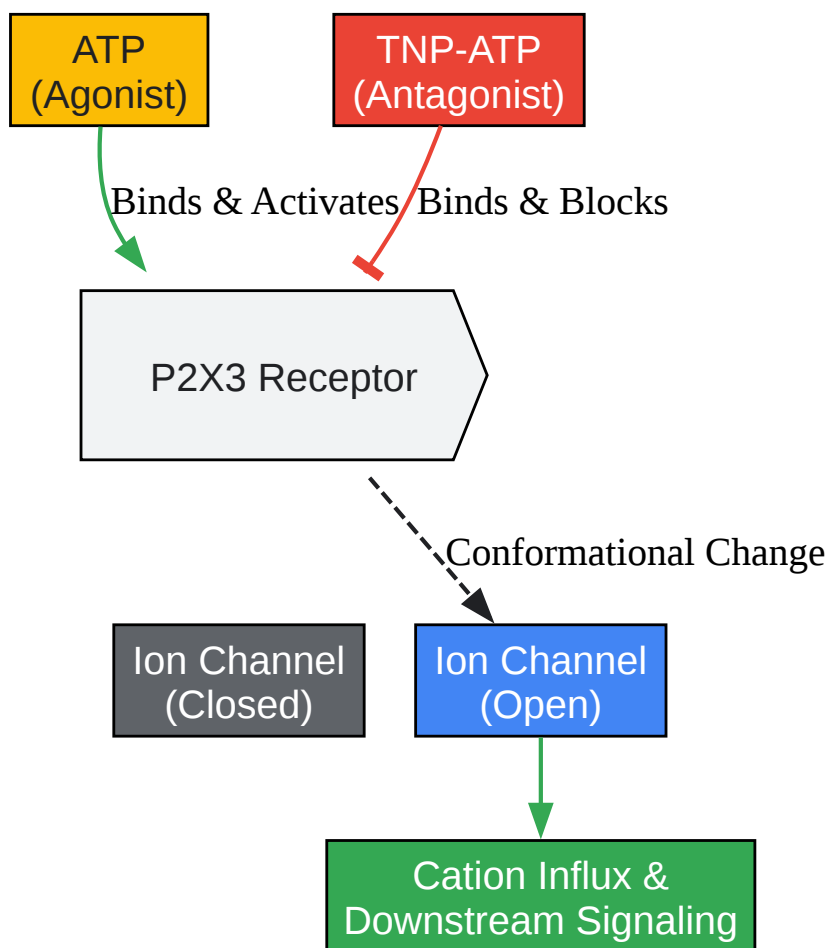 ATP
(Agonist)
TNP-ATP
(Antagonist)
Binds & Activates
Binds & Blocks
P2X3 Receptor
Conformational Change
Ion Channel
(Closed)
Ion Channel
(Open)
Cation Influx &
Downstream Signaling